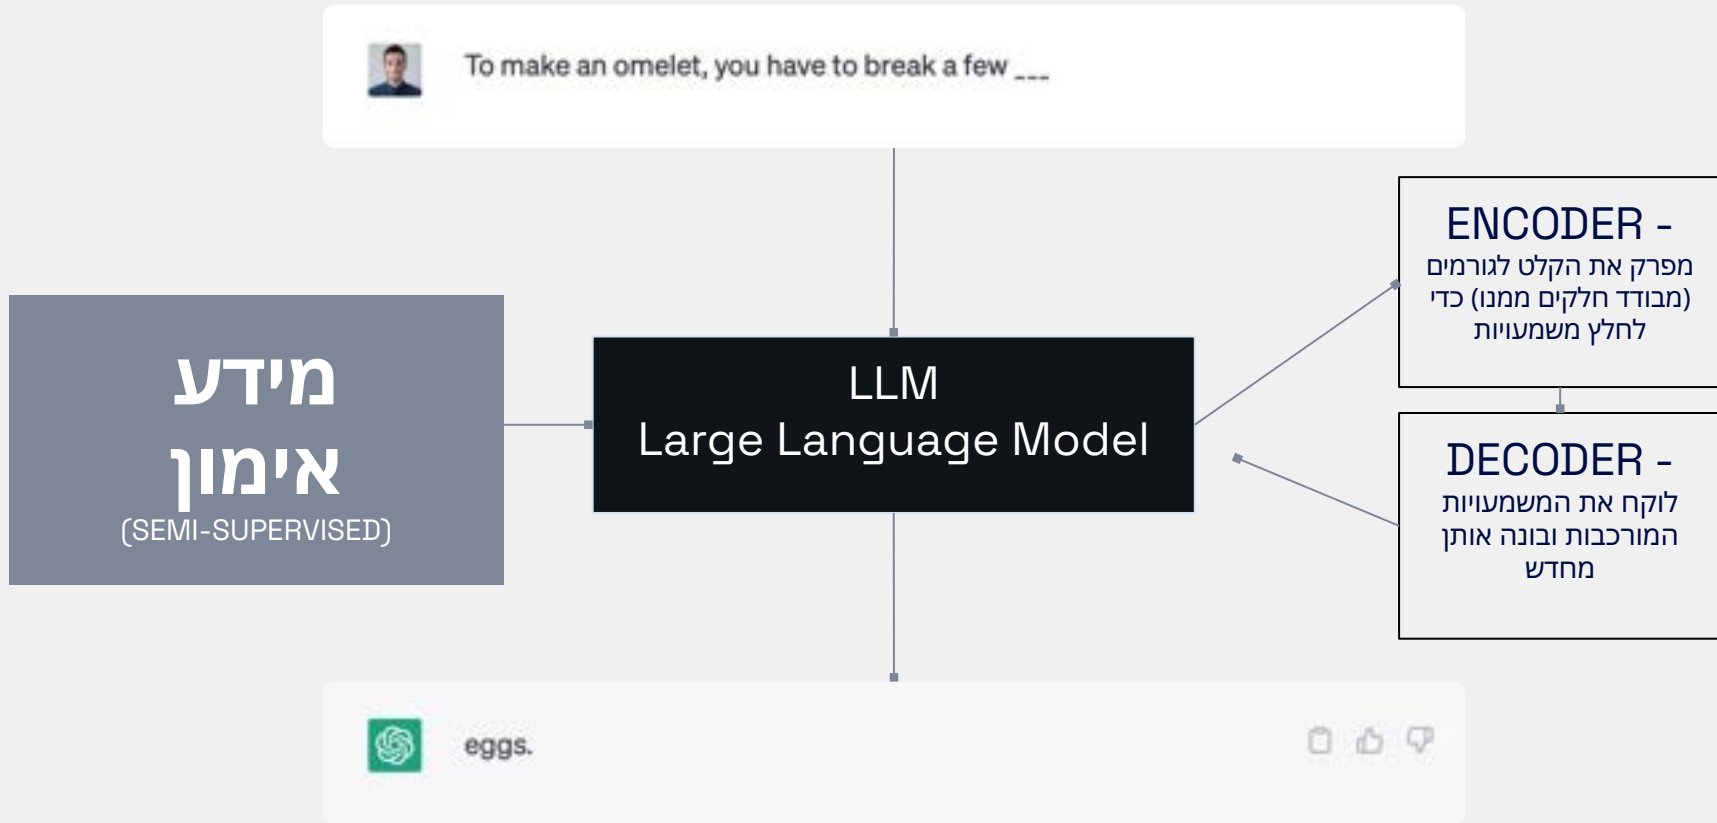 To make an omelet, you have to break a few ___
ENCODER -
מפרק את הקלט לגורמים
(מבודד חלקים ממנו) כדי
לחלץ משמעויות
מידע
אימון
(SEMI-SUPERVISED)
LLM
Large Language Model
DECODER -
לוקח את המשמעויות
המורכבות ובונה אותן
מחדש
eggs.